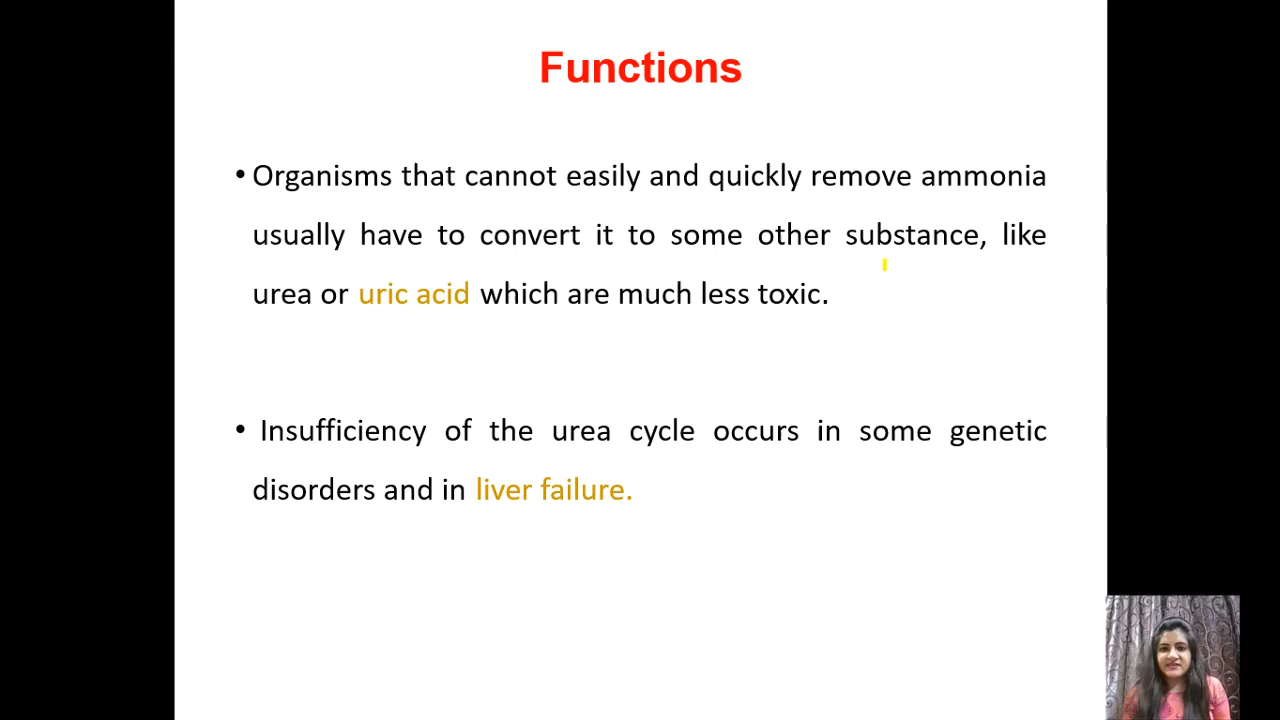 Functions
• Organisms that cannot easily and quickly remove ammonia
usually have to convert it to some other substance, like
urea or uric acid which are much less toxic.
• Insufficiency of the urea cycle occurs in some genetic
disorders and in liver failure.